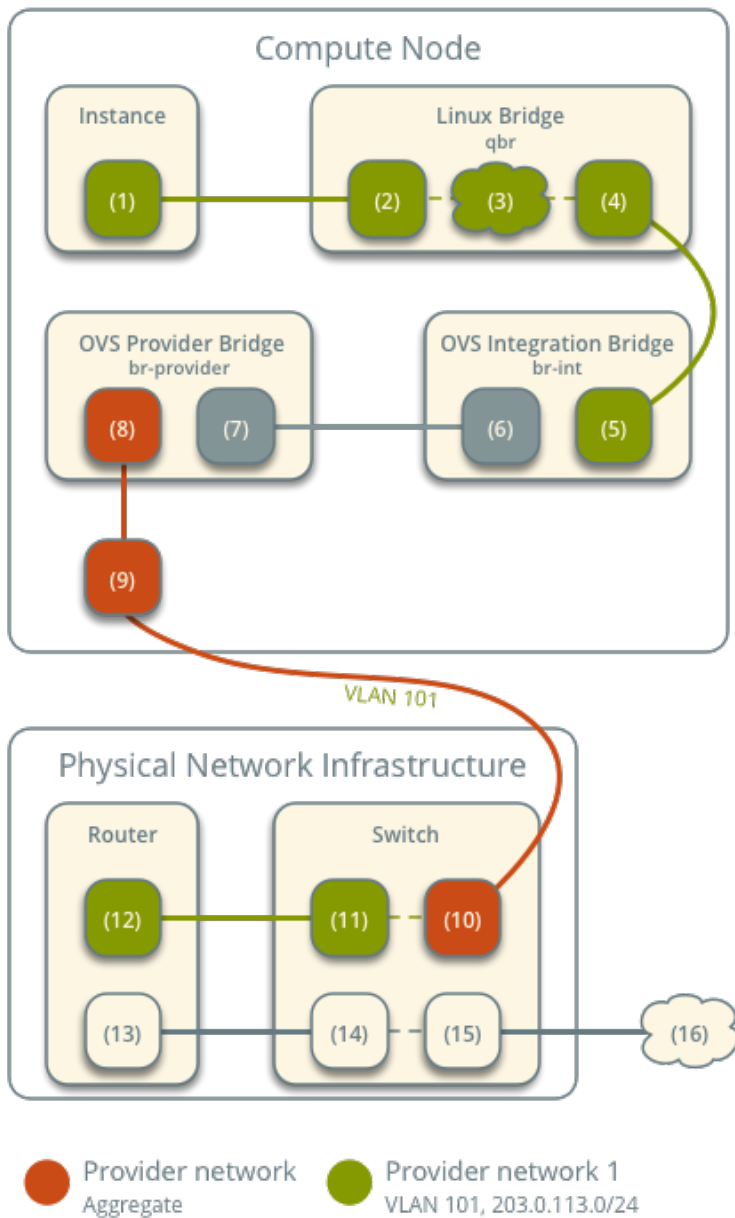 Compute Node
Instance
Linux Bridge
qbr
(1)
(2)
(3)
(4)
OVS Provider Bridge
br-provider
OVS Integration Bridge
br-int
(8)
(7)
(6)
(5)
(9)
VLAN 101
Physical Network Infrastructure
Router
Switch
(12)
(11)
(10)
(13)
(14)
(15)
(16)
Provider network
Aggregate
Provider network 1
VLAN 101, 203.0.113.0/24